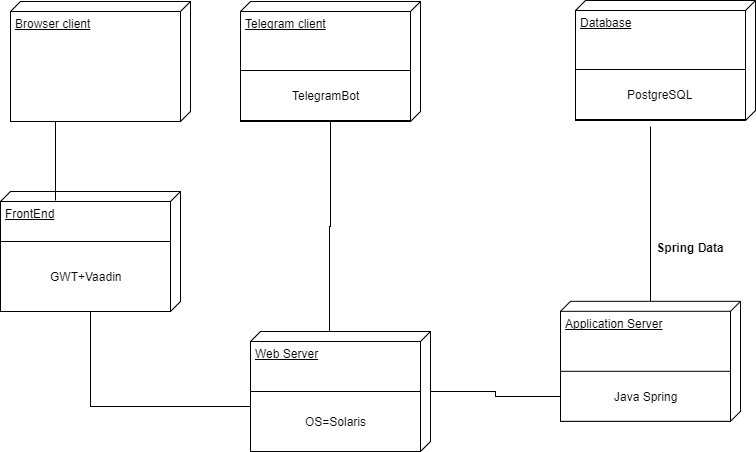 Browser client
Telegram client
TelegramBot
Database
PostgreSQL
FrontEnd
GWT+Vaadin
Spring Data
Web Server
OS=Solaris
Application Server
Java Spring